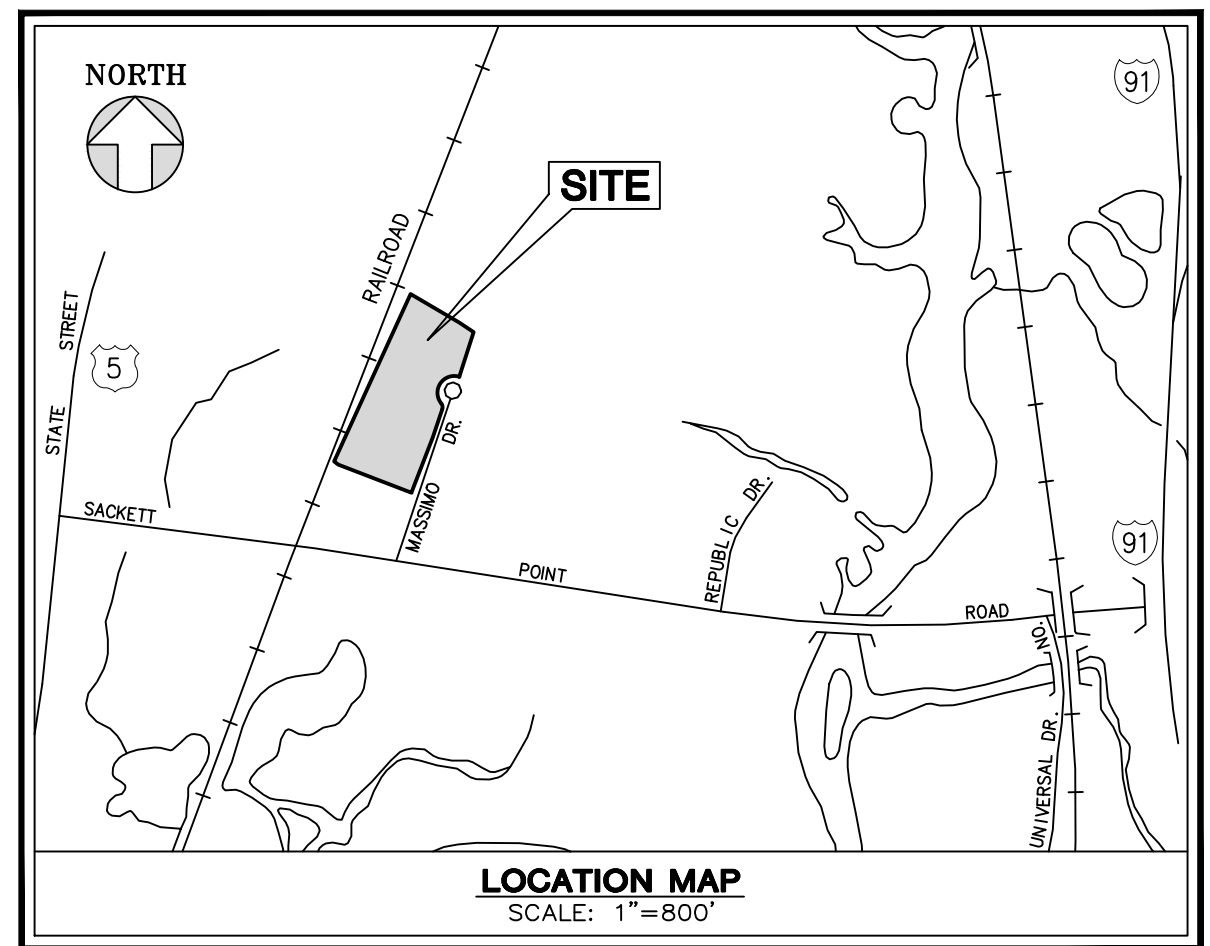 NORTH
91
SITE
RAILROAD
STATE STREET
5
DR.
MASSIMO
SACKETT
POINT
REPUBLIC DR.
91
ROAD
UNIVERSAL DR. NO.
LOCATION MAP
SCALE: 1"=800'